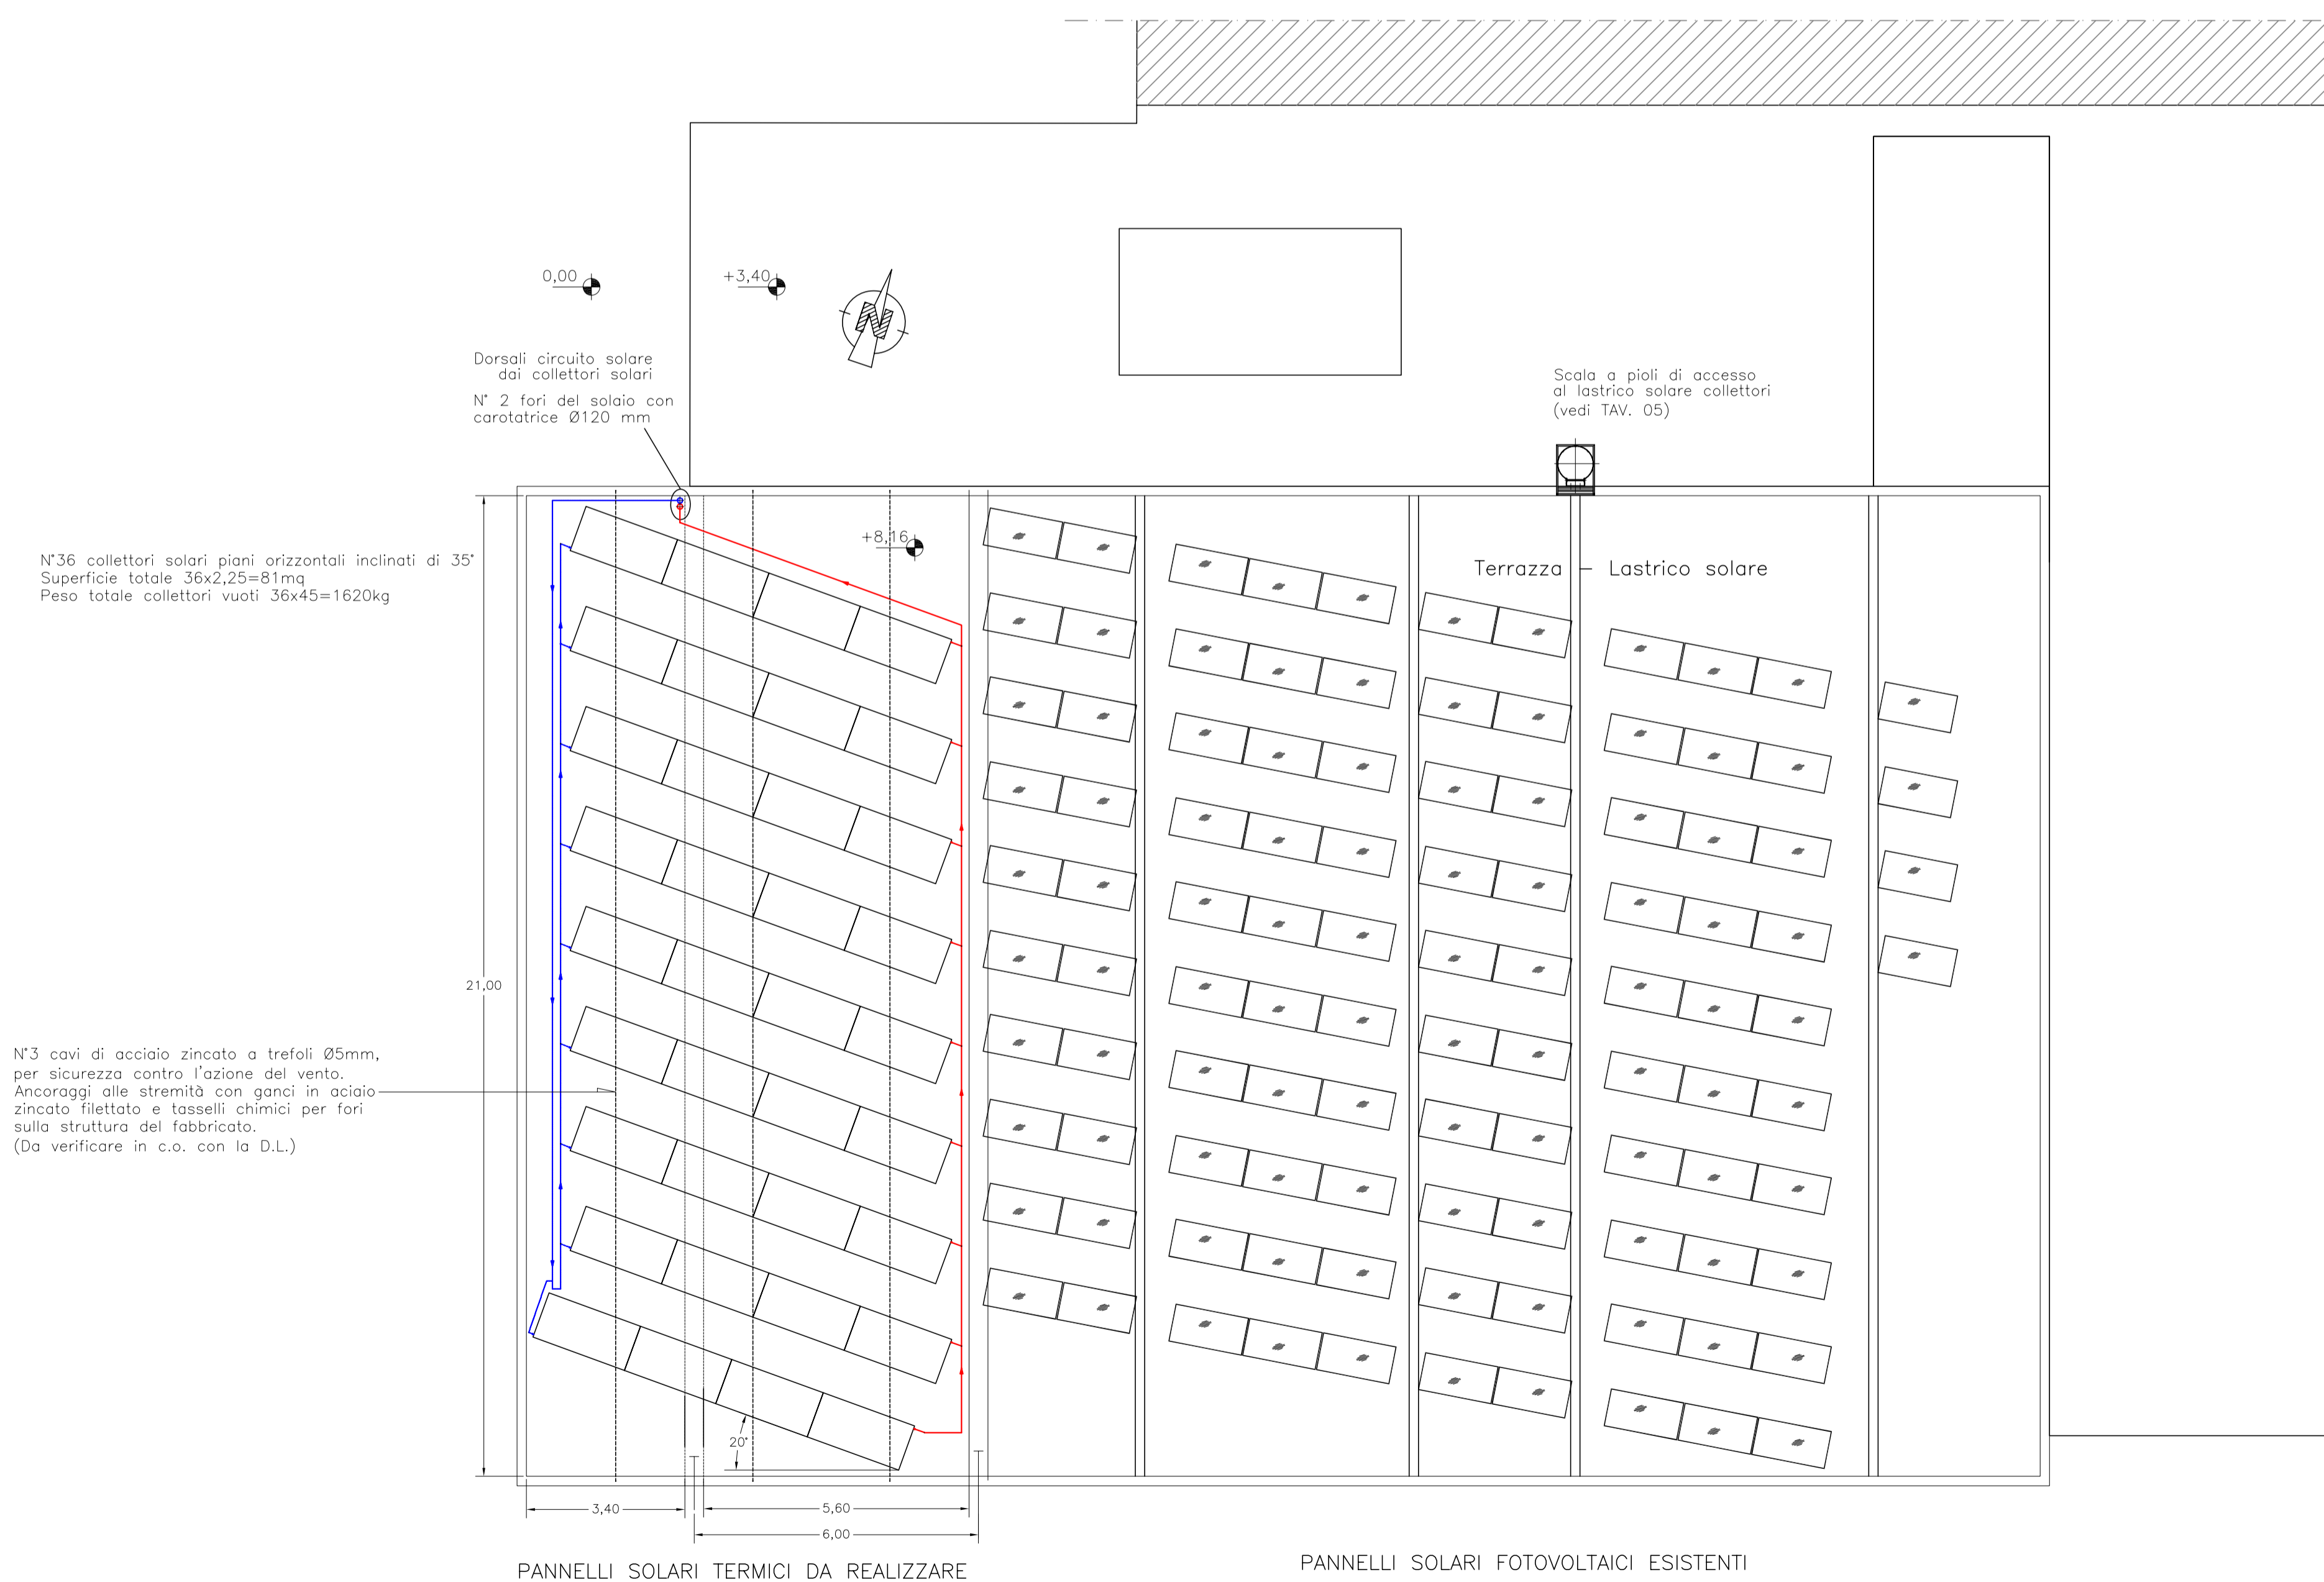 0,00
+3,40
N
Dorsali circuito solare
dai collettori solari
N° 2 fori del solaio con
carotatrice Ø120 mm
Scala a pioli di accesso
al lastrico solare collettori
(vedi TAV. 05)
+8,16
N°36 collettori solari piani orizzontali inclinati di 35°
Superficie totale 36x2,25=81mq
Peso totale collettori vuoti 36x45=1620kg
Terrazza - Lastrico solare
21,00
N°3 cavi di acciaio zincato a trefoli Ø5mm,
per sicurezza contro l'azione del vento.
Ancoraggi alle stremità con ganci in aciaio
zincato filettato e tasselli chimici per fori
sulla struttura del fabbricato.
(Da verificare in c.o. con la D.L.)
20°
3,40
5,60
6,00
PANNELLI SOLARI TERMICI DA REALIZZARE
PANNELLI SOLARI FOTOVOLTAICI ESISTENTI